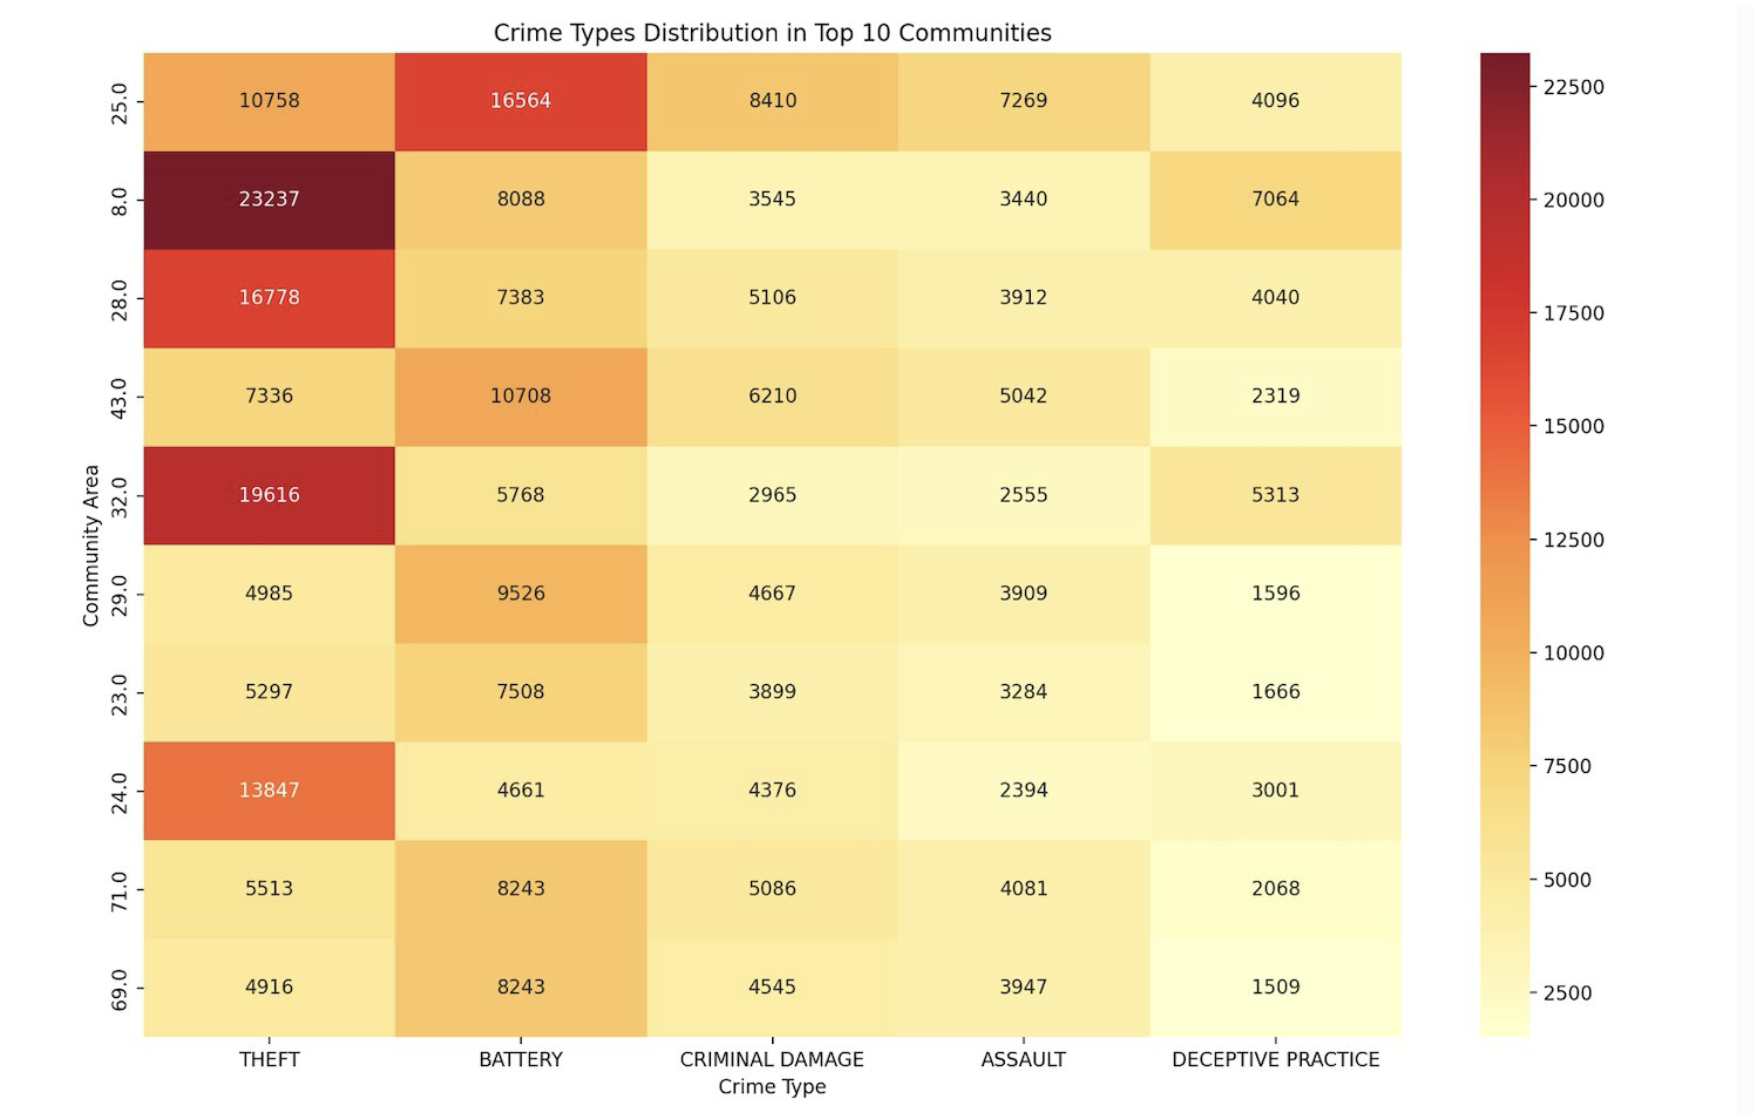 Crime Types Distribution in Top 10 Communities
25.0 10758 16564 8410 7269 4096
8.0 23237 8088 3545 3440 7064
28.0 16778 7383 5106 3912 4040
43.0 7336 10708 6210 5042 2319
32.0 19616 5768 2965 2555 5313
29.0 4985 9526 4667 3909 1596
23.0 5297 7508 3899 3284 1666
24.0 13847 4661 4376 2394 3001
71.0 5513 8243 5086 4081 2068
69.0 4916 8243 4545 3947 1509
Community Area
THEFT BATTERY CRIMINAL DAMAGE ASSAULT DECEPTIVE PRACTICE
Crime Type
22500
20000
17500
15000
12500
10000
7500
5000
2500